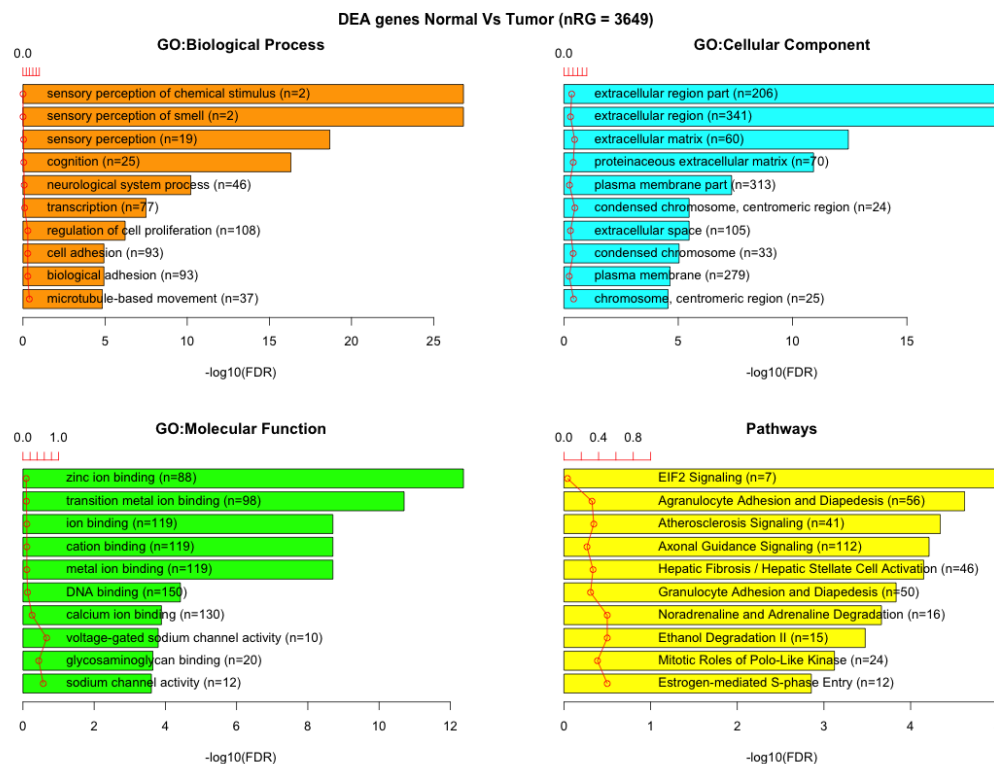 DEA genes Normal Vs Tumor (nRG = 3649)
GO:Biological Process
0.0
sensory perception of chemical stimulus (n=2)
sensory perception of smell (n=2)
sensory perception (n=19)
cognition (n=25)
neurological system process (n=46)
transcription (n=77)
regulation of cell proliferation (n=108)
cell adhesion (n=93)
biological adhesion (n=93)
microtubule-based movement (n=37)
0 5 10 15 20 25
-log10(FDR)
GO:Cellular Component
0.0
extracellular region part (n=206)
extracellular region (n=341)
extracellular matrix (n=60)
proteinaceous extracellular matrix (n=70)
plasma membrane part (n=313)
condensed chromosome, centromeric region (n=24)
extracellular space (n=105)
condensed chromosome (n=33)
plasma membrane (n=279)
chromosome, centromeric region (n=25)
0 5 10 15
-log10(FDR)
GO:Molecular Function
0.0 1.0
zinc ion binding (n=88)
transition metal ion binding (n=98)
ion binding (n=119)
cation binding (n=119)
metal ion binding (n=119)
DNA binding (n=150)
calcium ion binding (n=130)
voltage-gated sodium channel activity (n=10)
glycosaminoglycan binding (n=20)
sodium channel activity (n=12)
0 2 4 6 8 10 12
-log10(FDR)
Pathways
0.0 0.4 0.8
EIF2 Signaling (n=7)
Agranulocyte Adhesion and Diapedesis (n=56)
Atherosclerosis Signaling (n=41)
Axonal Guidance Signaling (n=112)
Hepatic Fibrosis / Hepatic Stellate Cell Activation (n=46)
Granulocyte Adhesion and Diapedesis (n=50)
Noradrenaline and Adrenaline Degradation (n=16)
Ethanol Degradation II (n=15)
Mitotic Roles of Polo-Like Kinase (n=24)
Estrogen-mediated S-phase Entry (n=12)
0 1 2 3 4
-log10(FDR)